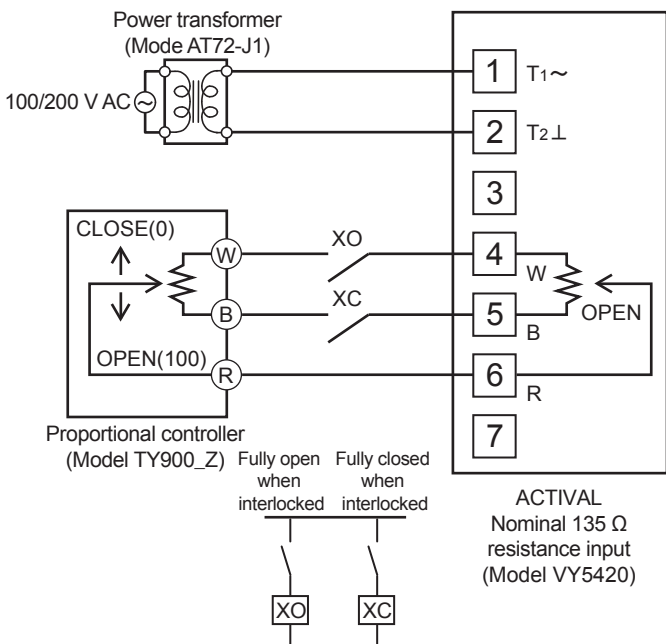 Power transformer
(Mode AT72-J1)
100/200 V AC
1 T1~
2 T2⊥
3
CLOSE(0)
W XO 4 W
XC
B 5 B
OPEN
OPEN(100)
R 6 R
7
Proportional controller
(Model TY900_Z)
Fully open
when
interlocked
Fully closed
when
interlocked
XO
XC
ACTIVAL
Nominal 135 Ω
resistance input
(Model VY5420)